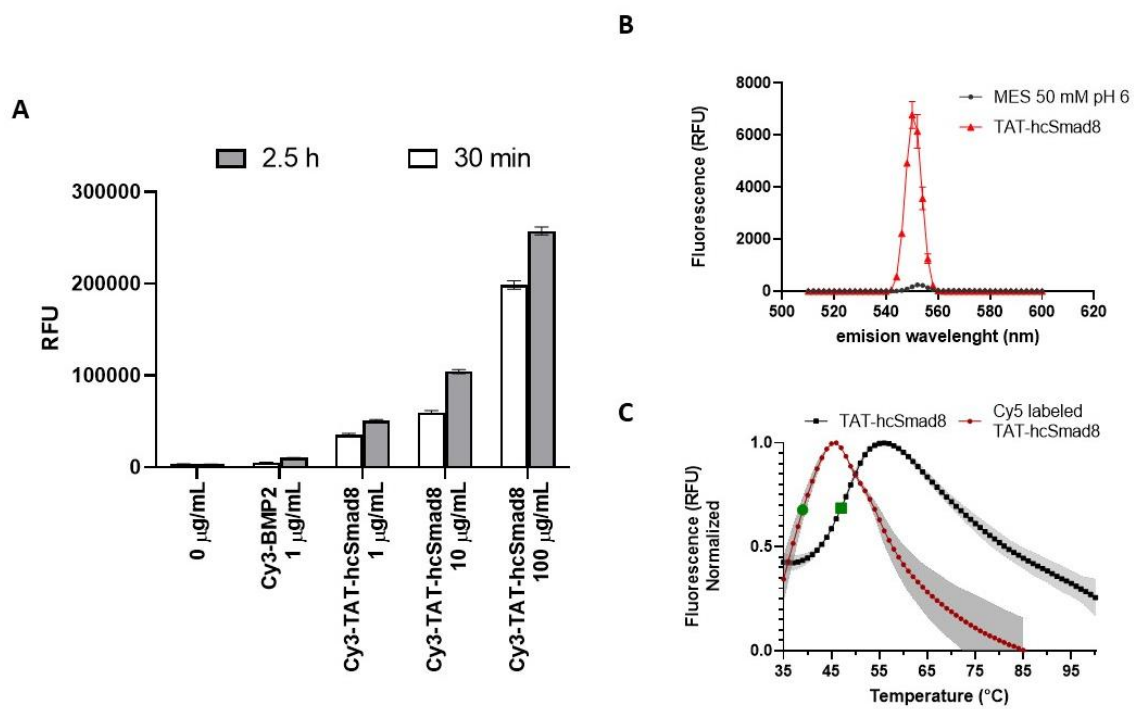 A
2.5 h
30 min
300000
200000
100000
0
RFU
0 µg/mL
Cy3-BMP2
1 µg/mL
Cy3-TAT-hcSmad8
1 µg/mL
Cy3-TAT-hcSmad8
10 µg/mL
Cy3-TAT-hcSmad8
100 µg/mL
B
8000
6000
4000
2000
0
Fluorescence (RFU)
MES 50 mM pH 6
TAT-hcSmad8
500 520 540 560 580 600 620
emision wavelenght (nm)
C
TAT-hcSmad8
Cy5 labeled
TAT-hcSmad8
1.0
0.5
0.0
Fluorescence (RFU)
Normalized
35 45 55 65 75 85 95
Temperature (°C)